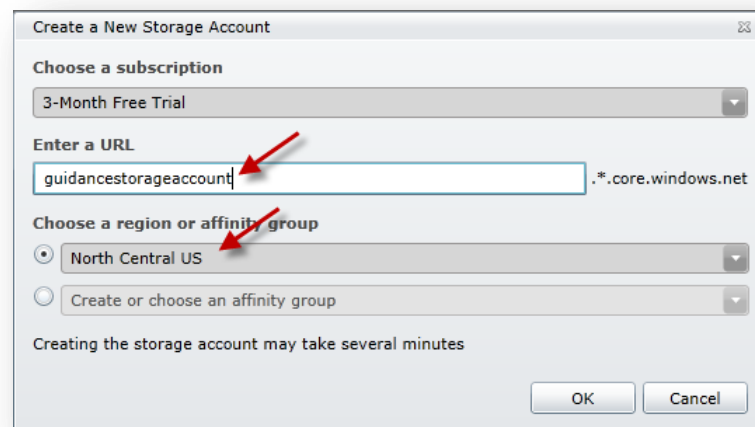 Create a New Storage Account
Choose a subscription
3-Month Free Trial
Enter a URL
guidancestorageaccount
.*.core.windows.net
Choose a region or affinity group
North Central US
Create or choose an affinity group
Creating the storage account may take several minutes
OK
Cancel